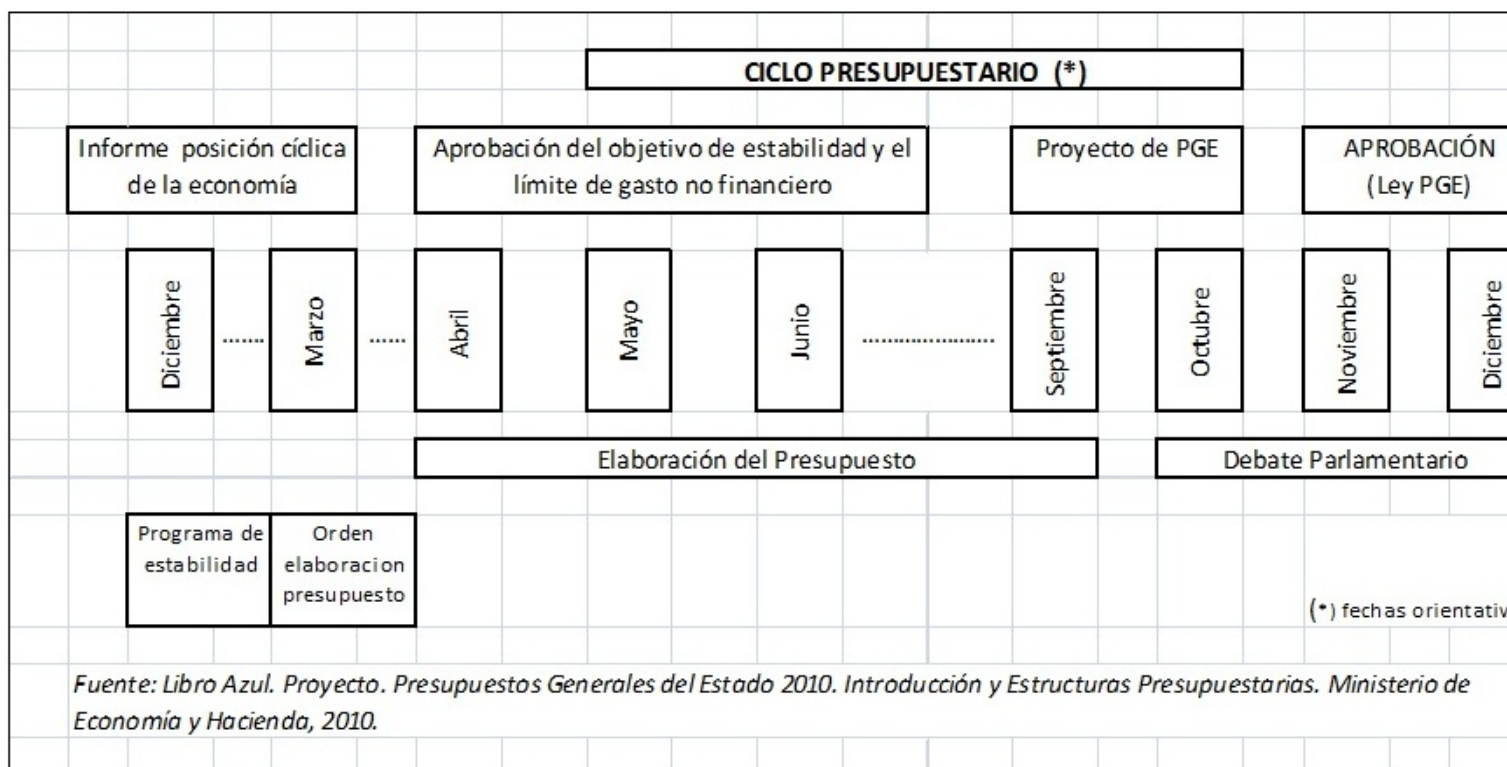 CICLO PRESUPUESTARIO (*)
Informe posición cíclica
de la economía
Aprobación del objetivo de estabilidad y el
límite de gasto no financiero
Proyecto de PGE
APROBACIÓN
(Ley PGE)
Diciembre
........
Marzo
.......
Abril
Mayo
Junio
......................
Septiembre
Octubre
Noviembre
Diciembre
Elaboración del Presupuesto
Debate Parlamentario
Programa de
estabilidad
Orden
elaboracion
presupuesto
(*) fechas
Fuente: Libro Azul. Proyecto. Presupuestos Generales del Estado 2010. Introducción y Estructuras Presupuestarias. Ministerio de
Economía y Hacienda, 2010.